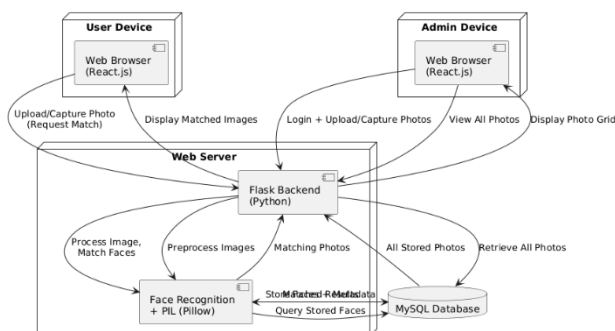 User Device
Admin Device
Web Browser
(React.js)
Web Browser
(React.js)
Upload/Capture Photo
(Request Match)
Display Matched Images
Login + Upload/Capture Photos
View All Photos
Display Photo Grid
Web Server
Flask Backend
(Python)
Process Image,
Match Faces
Preprocess Images
Matching Photos
All Stored Photos
Retrieve All Photos
Face Recognition
+ PIL (Pillow)
Query Stored Faces
MySQL Database